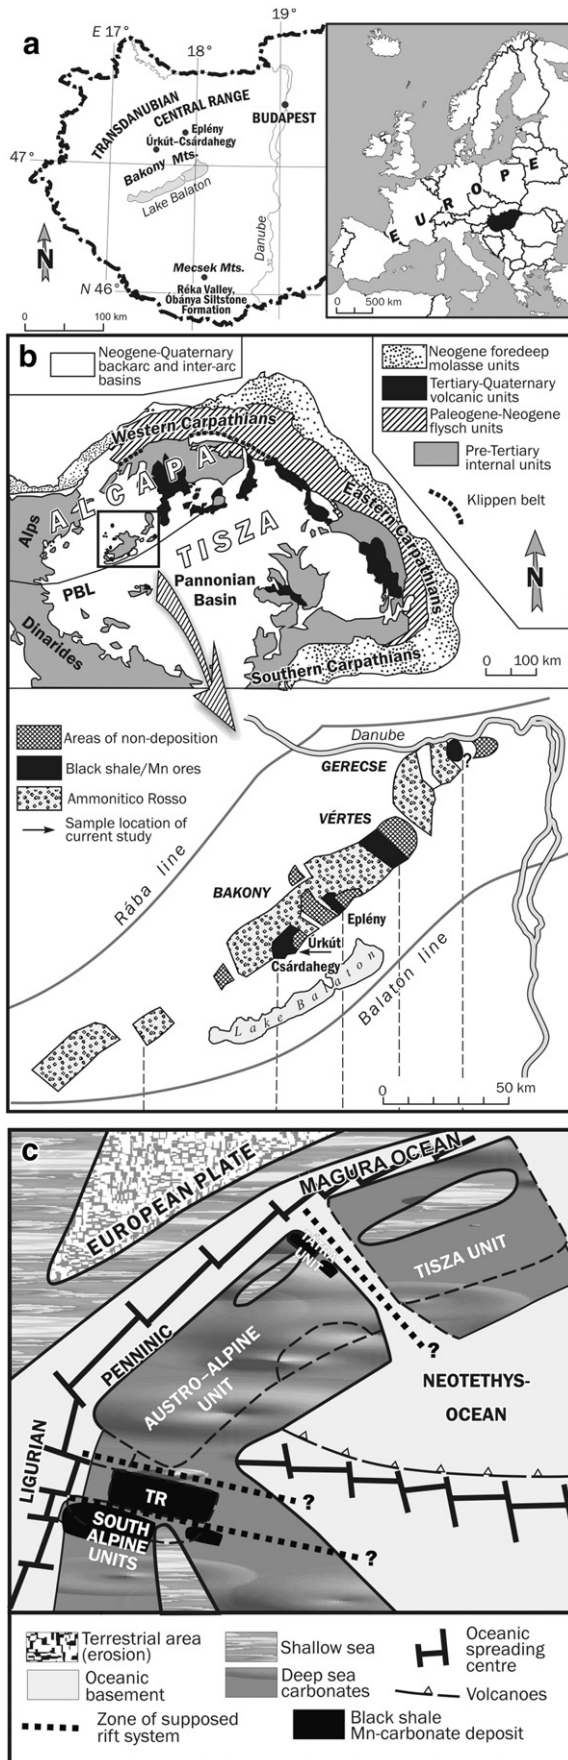 a
E 17°
18°
19°
TRANSDANUBIAN
CENTRAL RANGE
BUDAPEST
Eplény
Úrkút–Csárdahegy
47°
Bakony Mts.
Lake Balaton
Danube
N
Mecsek Mts.
N 46°
Réka Valley,
Óbánya Siltstone
Formation
0 100 km
EUROPE
0 500 km
b
Neogene-Quaternary
backarc and inter-arc
basins
Neogene foredeep
molasse units
Tertiary-Quaternary
volcanic units
Paleogene-Neogene
flysch units
Pre-Tertiary
internal units
Klippen belt
Western Carpathians
ALCAPA
Eastern Carpathians
Alps
TISZA
PBL
Pannonian
Basin
N
Dinarides
Southern Carpathians
0 100 km
Areas of non-deposition
Black shale/Mn ores
Ammonitico Rosso
Sample location of
current study
Danube
GERECSE
?
VÉRTES
Rába line
BAKONY
Eplény
Úrkút
Csárdahegy
Lake Balaton
Balaton line
0 50 km
c
EUROPEAN PLATE
MAGURA OCEAN
TATRA
UNIT
TISZA UNIT
PENNINIC
?
AUSTRO–ALPINE
UNIT
NEOTETHYS-
OCEAN
LIGURIAN
TR
?
SOUTH
ALPINE
UNITS
?
Terrestrial area
(erosion)
Shallow sea
Oceanic
spreading
centre
Oceanic
basement
Deep sea
carbonates
Volcanoes
Zone of supposed
rift system
Black shale
Mn-carbonate deposit